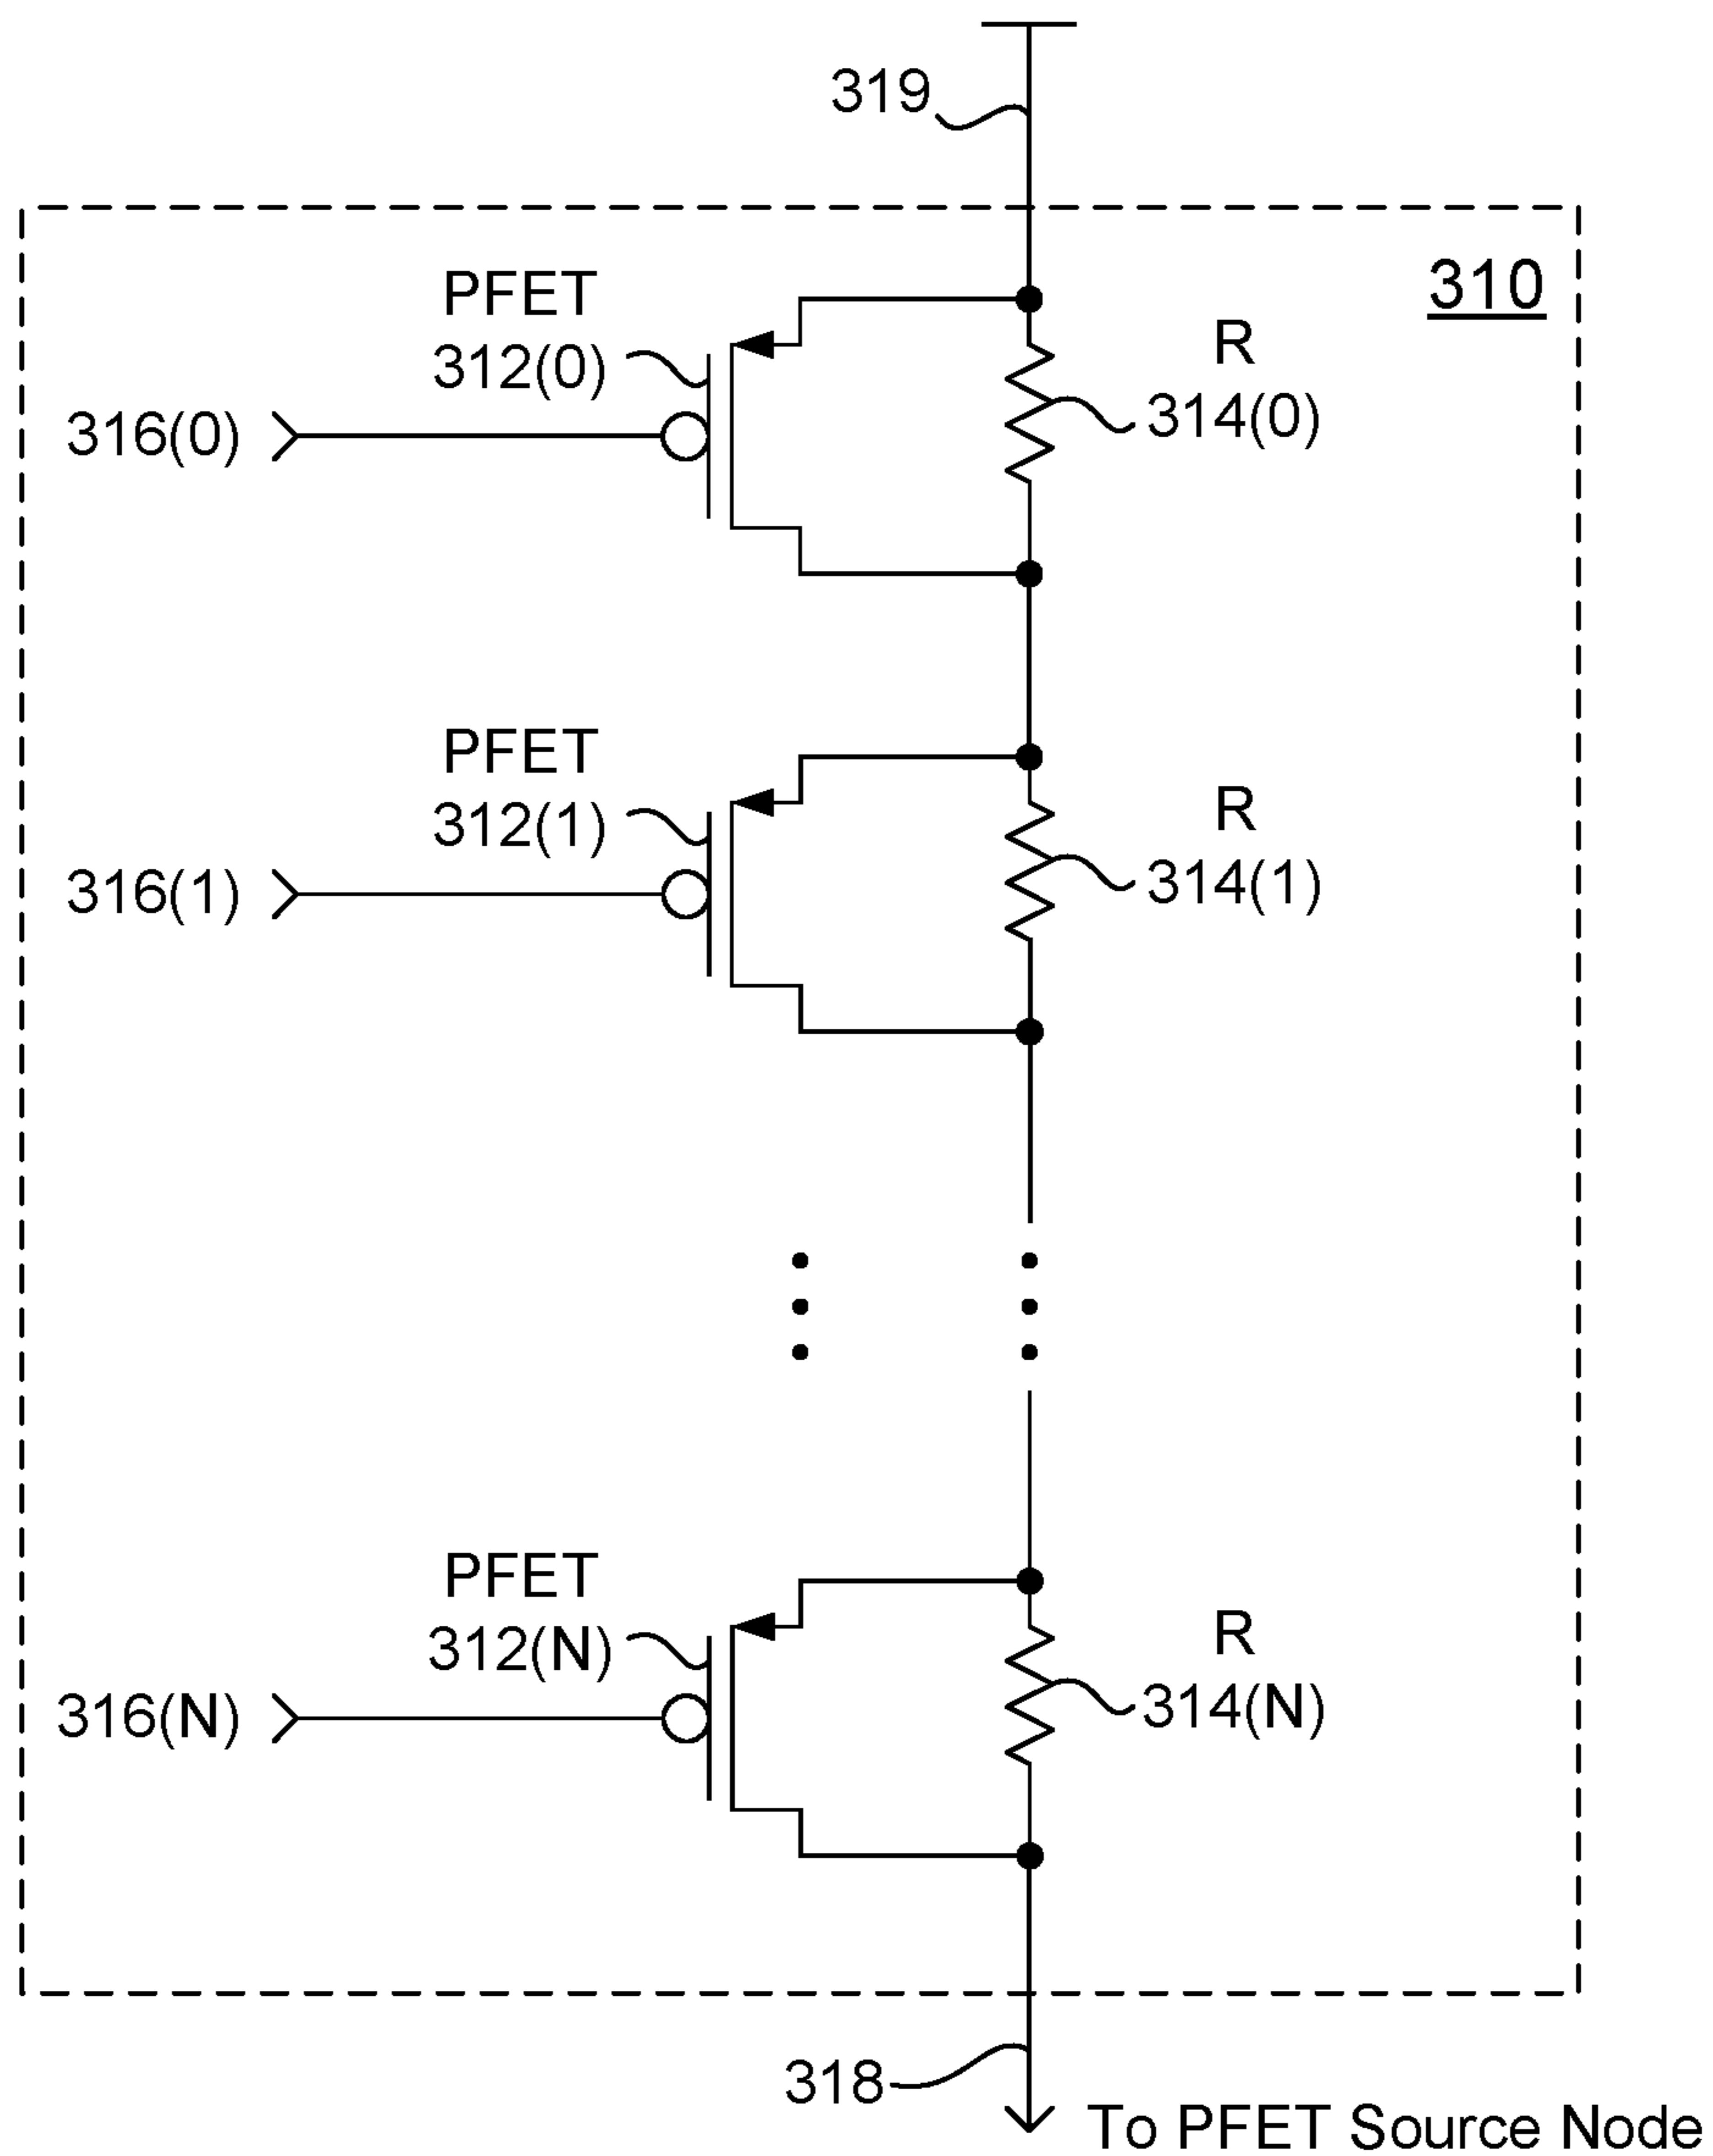 319
310
PFET
312(0)
R
314(0)
316(0)
PFET
312(1)
R
314(1)
316(1)
PFET
312(N)
R
314(N)
316(N)
318
To PFET Source Node